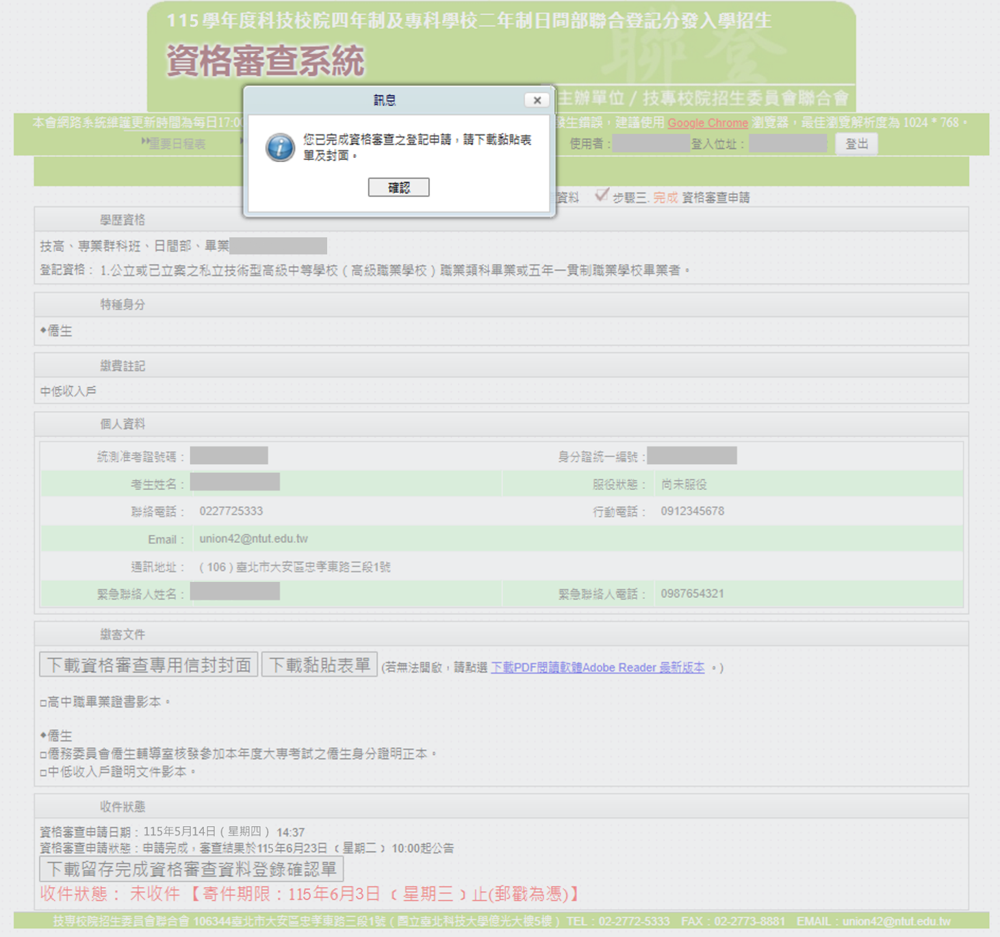 115學年度科技校院四年制及專科學校二年制日間部聯合登記分發入學招生
資格審查系統
聯登
主辦單位 / 技專校院招生委員會聯合會
訊息
您已完成資格審查之登記申請，請下載黏貼表
單及封面。
確認
本會網路系統維護更新時間為每日17:00
發生錯誤，建議使用 Google Chrome 瀏覽器，最佳瀏覽解析度為 1024 * 768。
重要日程表
使用者： 登入位址： 登出
資料 步驟三. 完成 資格審查申請
學歷資格
技高、專業群科班、日間部、畢業
登記資格： 1.公立或已立案之私立技術型高級中等學校（高級職業學校）職業類科畢業或五年一貫制職業學校畢業者。
特種身分
◆僑生
繳費註記
中低收入戶
個人資料
統測准考證號碼： 身分證統一編號：
考生姓名： 服役狀態： 尚未服役
聯絡電話： 0227725333 行動電話： 0912345678
Email： union42@ntut.edu.tw
通訊地址： （106）臺北市大安區忠孝東路三段1號
緊急聯絡人姓名： 緊急聯絡人電話： 0987654321
繳寄文件
下載資格審查專用信封封面 下載黏貼表單 (若無法開啟，請點選 下載PDF閱讀軟體Adobe Reader 最新版本 。)
□高中職畢業證書影本。
◆僑生
□僑務委員會僑生輔導室核發參加本年度大專考試之僑生身分證明正本。
□中低收入戶證明文件影本。
收件狀態
資格審查申請日期：115年5月14日（星期四） 14:37
資格審查申請狀態：申請完成，審查結果於115年6月23日（星期二）10:00起公告
下載留存完成資格審查資料登錄確認單
收件狀態： 未收件【寄件期限：115年6月3日（星期三）止(郵戳為憑)】
技專校院招生委員會聯合會 106344臺北市大安區忠孝東路三段1號（國立臺北科技大學億光大樓5樓） TEL：02-2772-5333 FAX：02-2773-8881 EMAIL：union42@ntut.edu.tw